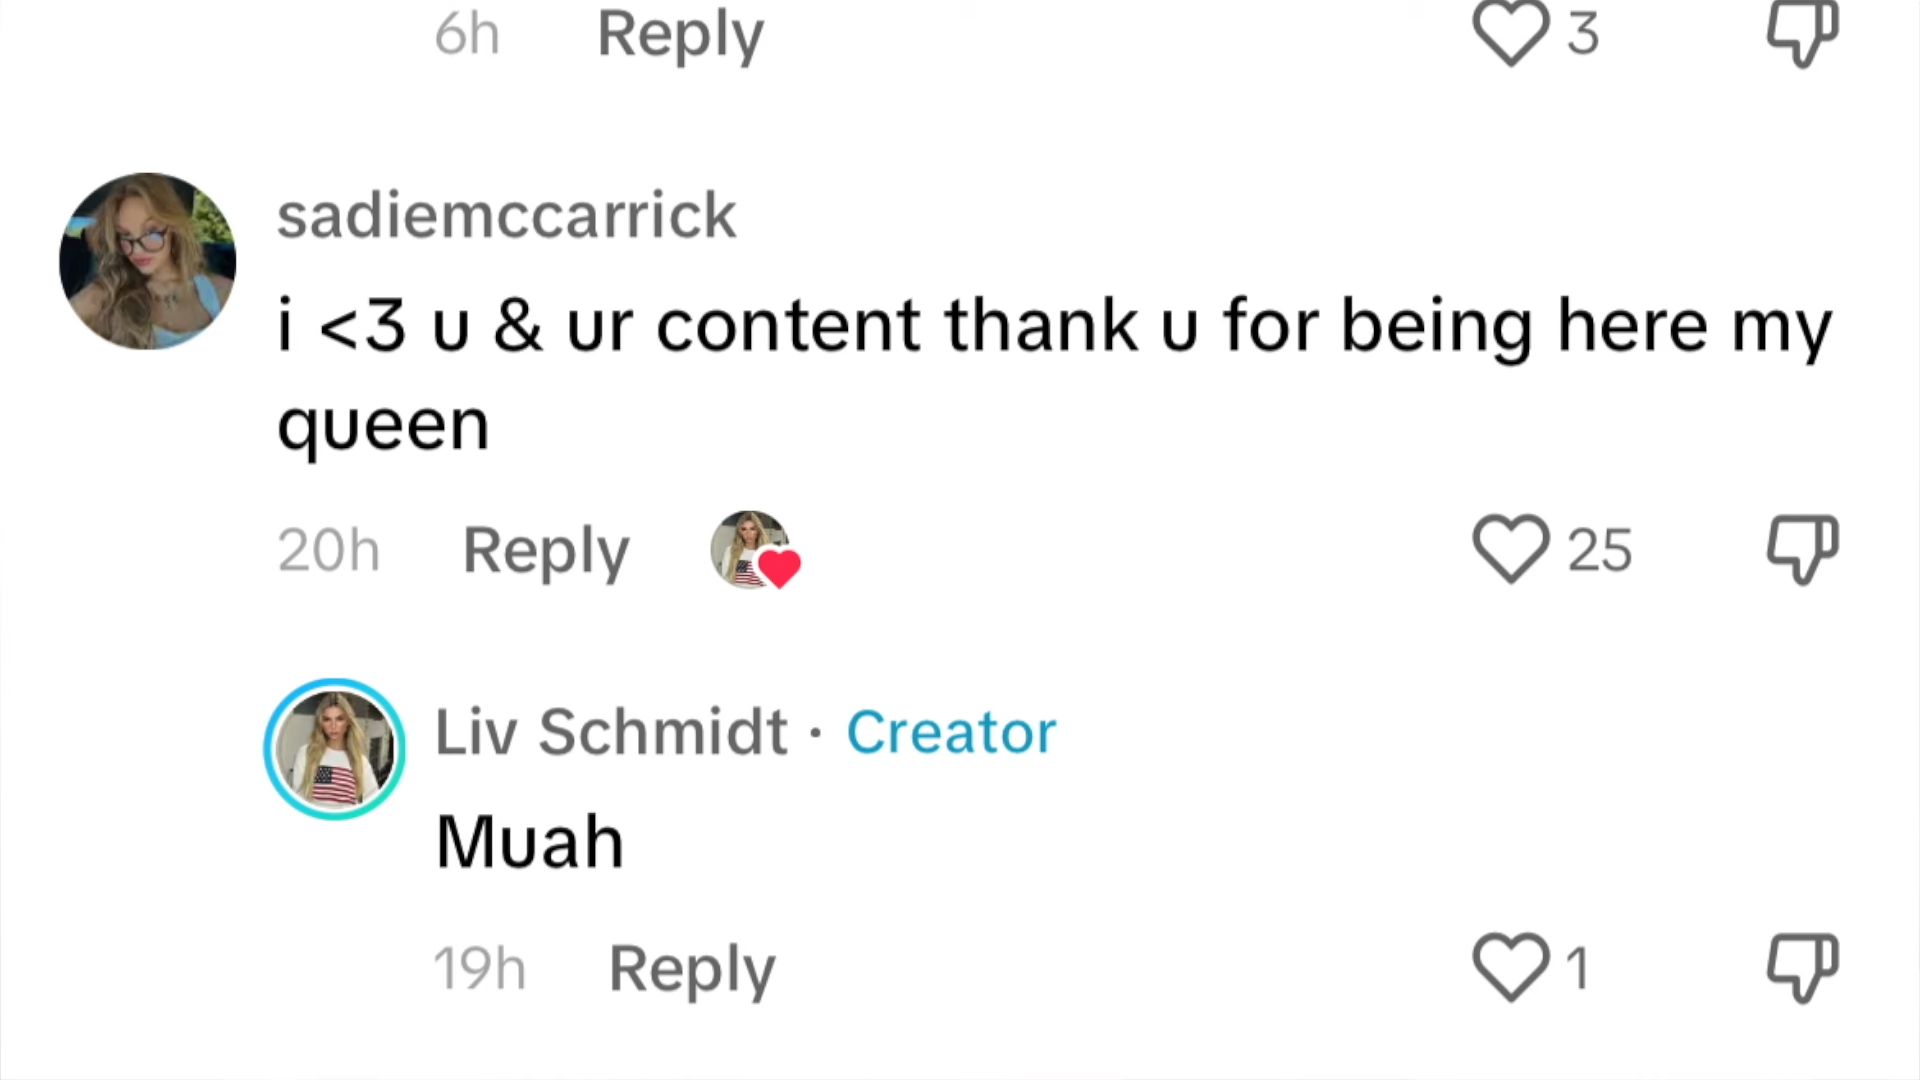 6h Reply 3
sadiemccarrick
i <3 u & ur content thank u for being here my
queen
20h Reply 25
Liv Schmidt · Creator
Muah
19h Reply 1